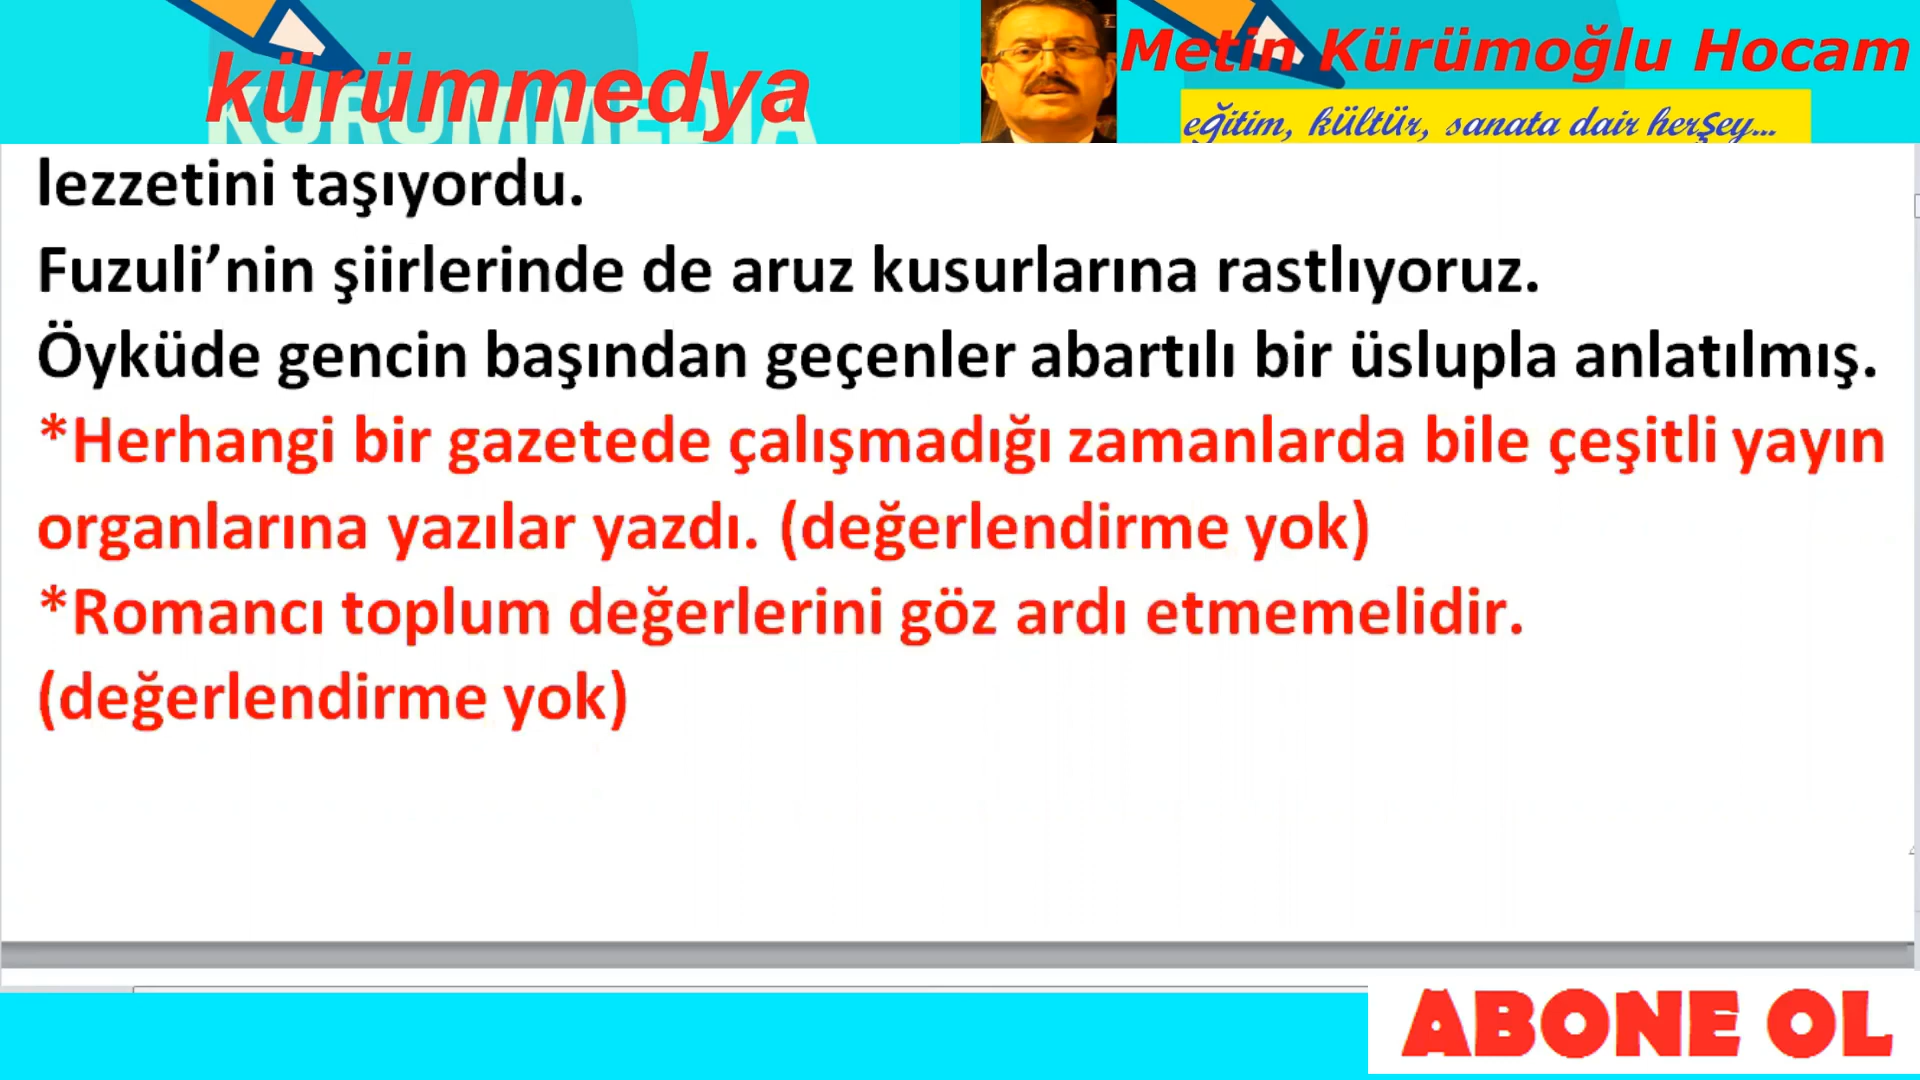 kürümmedya
KURUMMEDIA
Metin Kürümoğlu Hocam
eğitim, kültür, sanata dair herşey...
lezzetini taşıyordu.
Fuzuli’nin şiirlerinde de aruz kusurlarına rastlıyoruz.
Öyküde gencin başından geçenler abartılı bir üslupla anlatılmış.
*Herhangi bir gazetede çalışmadığı zamanlarda bile çeşitli yayın
organlarına yazılar yazdı. (değerlendirme yok)
*Romancı toplum değerlerini göz ardı etmemelidir.
(değerlendirme yok)
ABONE OL